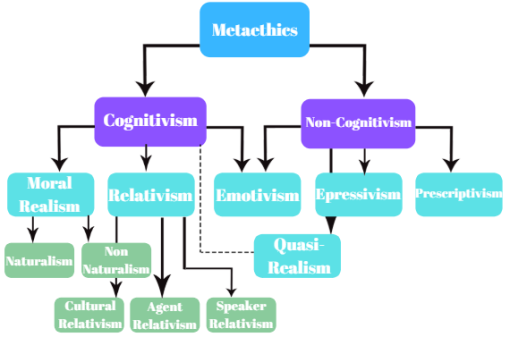 Metaethics
Cognitivism
Non-Cognitivism
Moral
Realism
Relativism
Emotivism
Epressivism
Prescriptivism
Naturalism
Non
Naturalism
Quasi-
Realism
Cultural
Relativism
Agent
Relativism
Speaker
Relativism